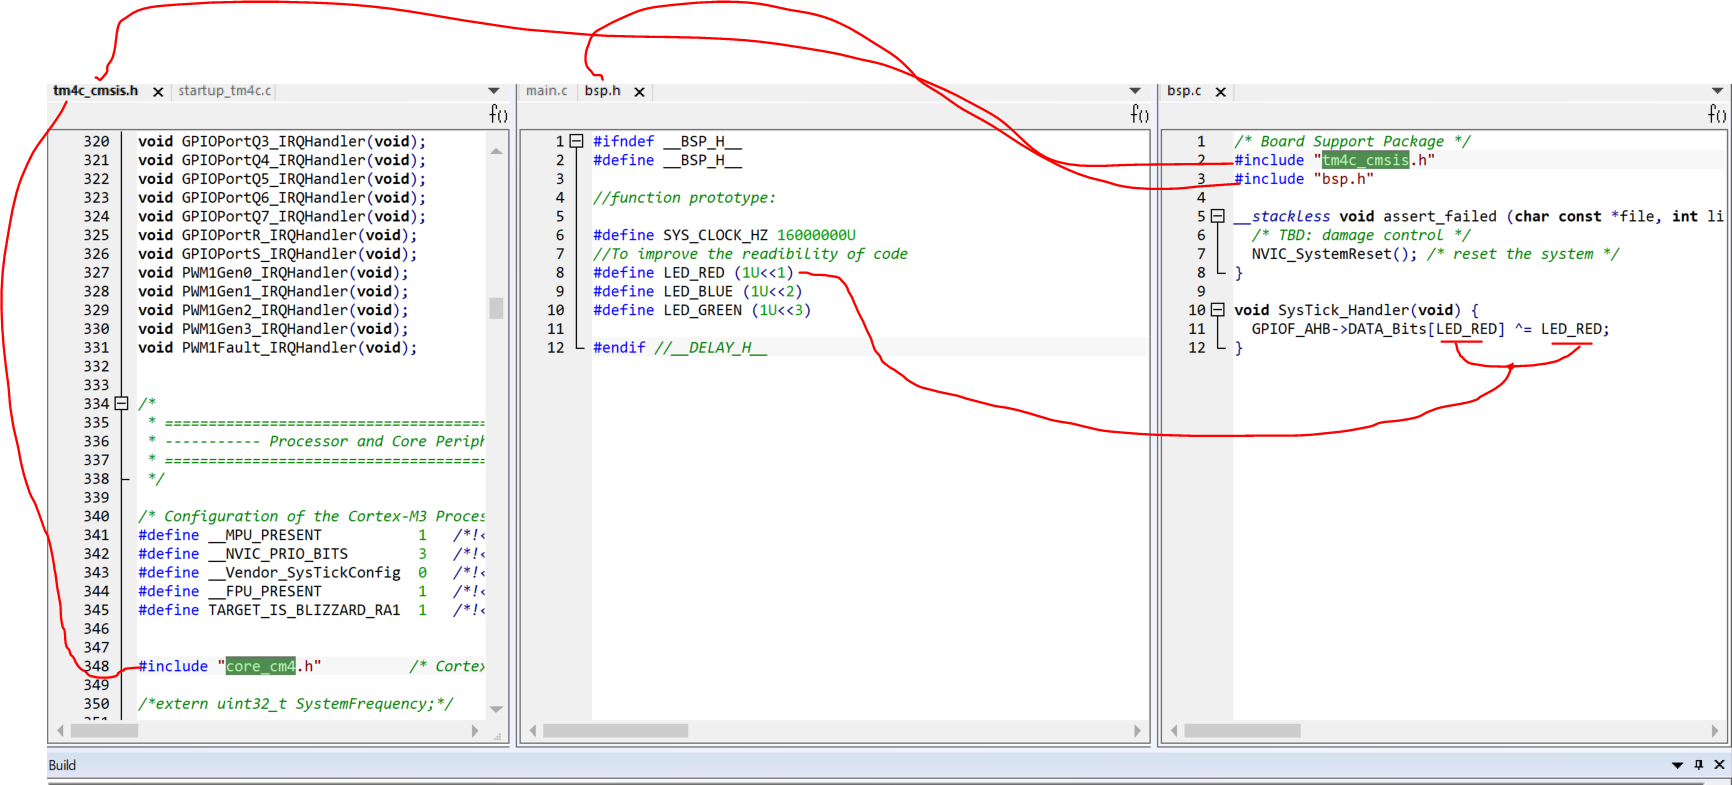 tm4c_cmsis.h startup_tm4c.c
f()
320 void GPIOPortQ3_IRQHandler(void);
321 void GPIOPortQ4_IRQHandler(void);
322 void GPIOPortQ5_IRQHandler(void);
323 void GPIOPortQ6_IRQHandler(void);
324 void GPIOPortQ7_IRQHandler(void);
325 void GPIOPortR_IRQHandler(void);
326 void GPIOPortS_IRQHandler(void);
327 void PWM1Gen0_IRQHandler(void);
328 void PWM1Gen1_IRQHandler(void);
329 void PWM1Gen2_IRQHandler(void);
330 void PWM1Gen3_IRQHandler(void);
331 void PWM1Fault_IRQHandler(void);
332
333
334 /*
335 * =====================================
336 * ----------- Processor and Core Periph
337 * =====================================
338 */
339
340 /* Configuration of the Cortex-M3 Proces
341 #define __MPU_PRESENT 1 /*!<
342 #define __NVIC_PRIO_BITS 3 /*!<
343 #define __Vendor_SysTickConfig 0 /*!<
344 #define __FPU_PRESENT 1 /*!<
345 #define TARGET_IS_BLIZZARD_RA1 1 /*!<
346
347
348 #include "core_cm4.h" /* Cortex
349
350 /*extern uint32_t SystemFrequency;*/
351
main.c bsp.h
f()
1 #ifndef __BSP_H__
2 #define __BSP_H__
3
4 //function prototype:
5
6 #define SYS_CLOCK_HZ 16000000U
7 //To improve the readibility of code
8 #define LED_RED (1U<<1)
9 #define LED_BLUE (1U<<2)
10 #define LED_GREEN (1U<<3)
11
12 #endif //__DELAY_H__
bsp.c
f()
1 /* Board Support Package */
2 #include "tm4c_cmsis.h"
3 #include "bsp.h"
4
5 __stackless void assert_failed (char const *file, int li
6 /* TBD: damage control */
7 NVIC_SystemReset(); /* reset the system */
8 }
9
10 void SysTick_Handler(void) {
11 GPIOF_AHB->DATA_Bits[LED_RED] ^= LED_RED;
12 }
Build